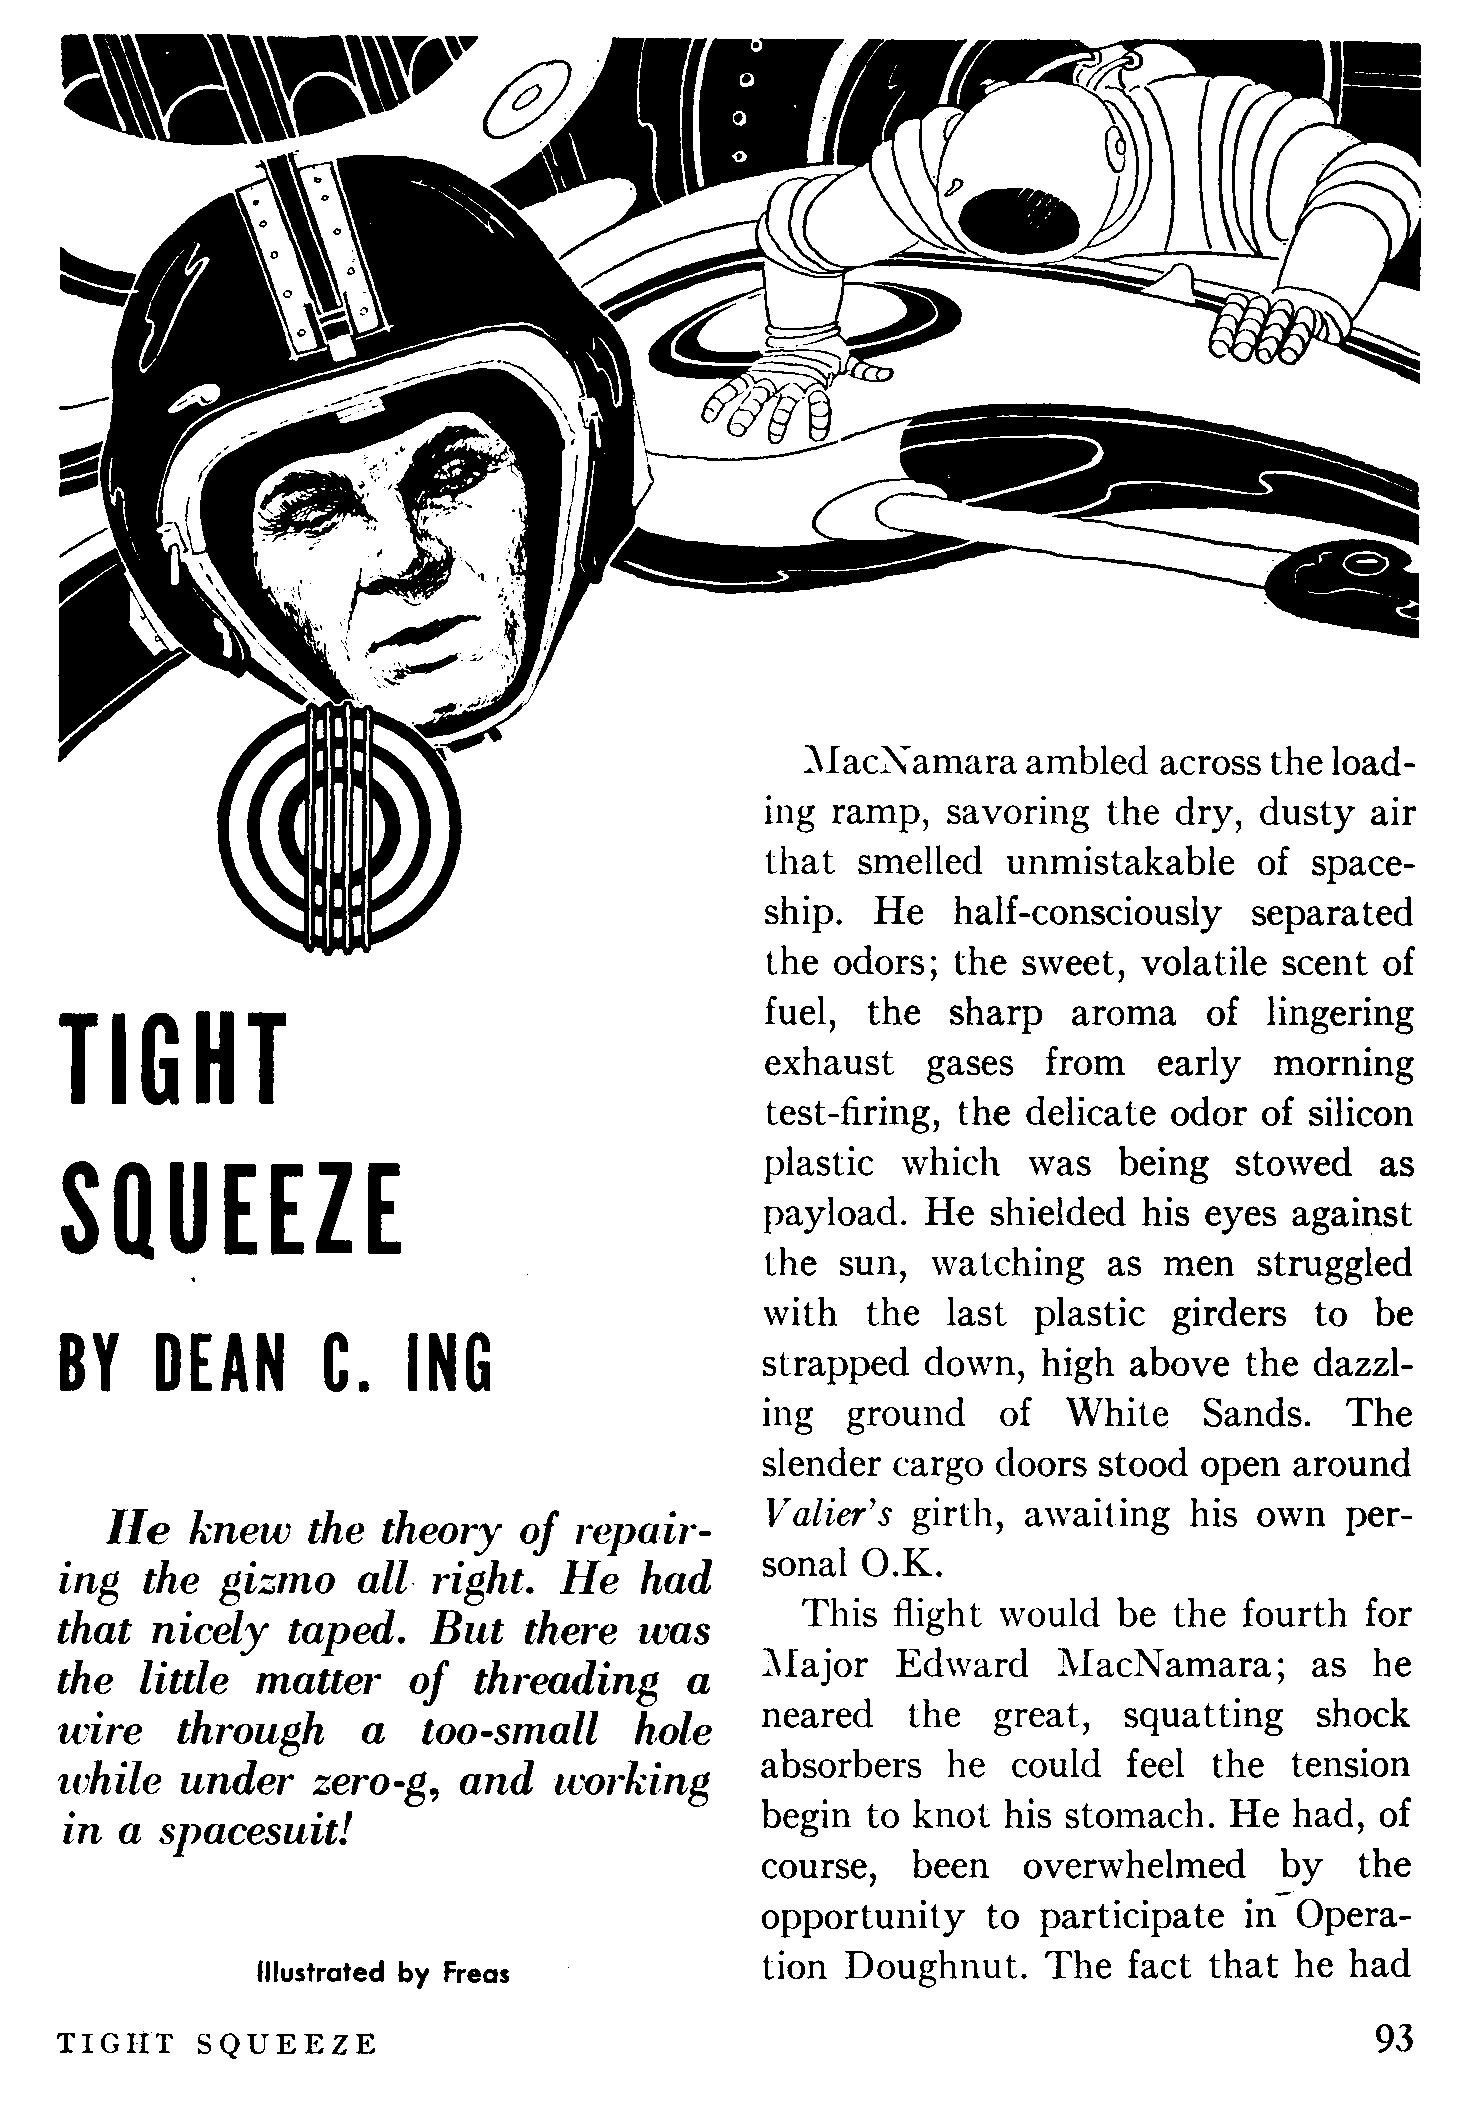 TIGHT
SQUEEZE
BY DEAN C. ING
He knew the theory of repair-
ing the gizmo all right. He had
that nicely taped. But there was
the little matter of threading a
wire through a too-small hole
while under zero-g, and working
in a spacesuit!
Illustrated by Freas
MacNamara ambled across the load-
ing ramp, savoring the dry, dusty air
that smelled unmistakable of space-
ship. He half-consciously separated
the odors; the sweet, volatile scent of
fuel, the sharp aroma of lingering
exhaust gases from early morning
test-firing, the delicate odor of silicon
plastic which was being stowed as
payload. He shielded his eyes against
the sun, watching as men struggled
with the last plastic girders to be
strapped down, high above the dazzl-
ing ground of White Sands. The
slender cargo doors stood open around
Valier's girth, awaiting his own per-
sonal O.K.
This flight would be the fourth for
Major Edward MacNamara; as he
neared the great, squatting shock
absorbers he could feel the tension
begin to knot his stomach. He had, of
course, been overwhelmed by the
opportunity to participate in Opera-
tion Doughnut. The fact that he had
TIGHT SQUEEZE
93